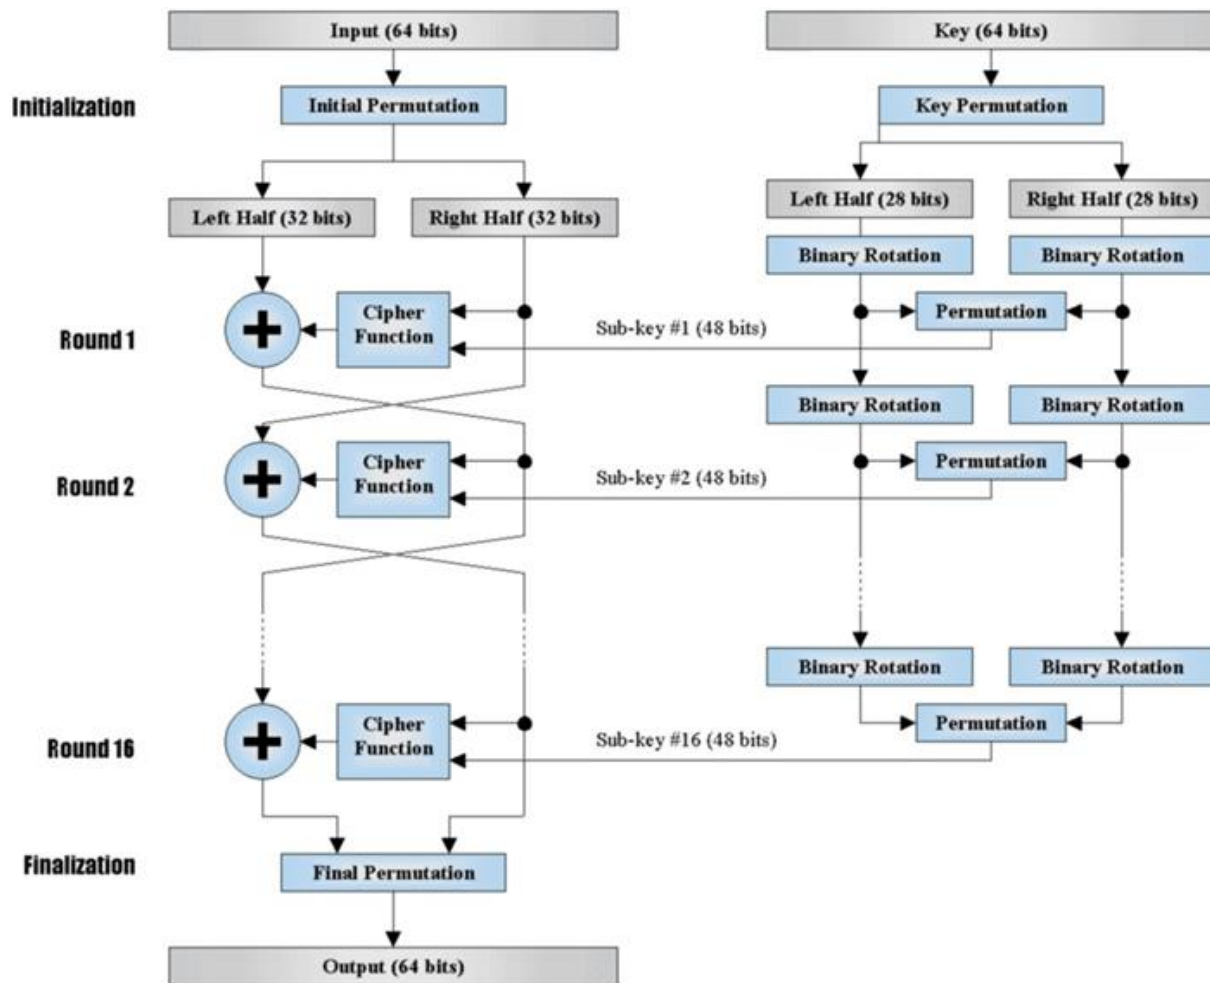 Input (64 bits)
Key (64 bits)
Initialization
Initial Permutation
Key Permutation
Left Half (32 bits)
Right Half (32 bits)
Left Half (28 bits)
Right Half (28 bits)
Binary Rotation
Binary Rotation
Round 1
Cipher
Function
Sub-key #1 (48 bits)
Permutation
Binary Rotation
Binary Rotation
Round 2
Cipher
Function
Sub-key #2 (48 bits)
Permutation
Binary Rotation
Binary Rotation
Round 16
Cipher
Function
Sub-key #16 (48 bits)
Permutation
Finalization
Final Permutation
Output (64 bits)